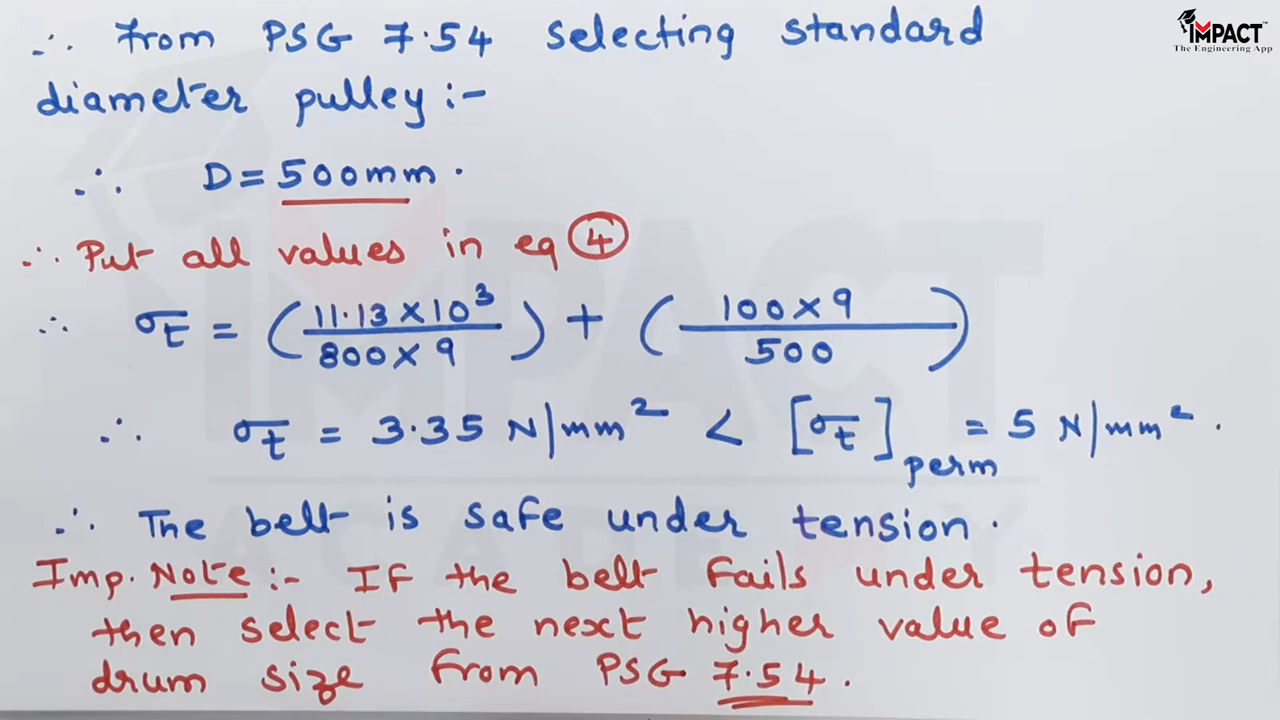 IMPACT™
The Engineering App
∴ From PSG 7.54 selecting standard
diameter pulley :-
∴ D = 500mm.
∴ Put all values in eq ④
∴ σt = (11.13 × 10³ / 800 × 9) + (100 × 9 / 500)
∴ σt = 3.35 N/mm² < [σt]perm = 5 N/mm².
∴ The belt is safe under tension.
Imp. Note :- If the belt fails under tension,
then select the next higher value of
drum size from PSG 7.54.
IMPACT
ACADEMY